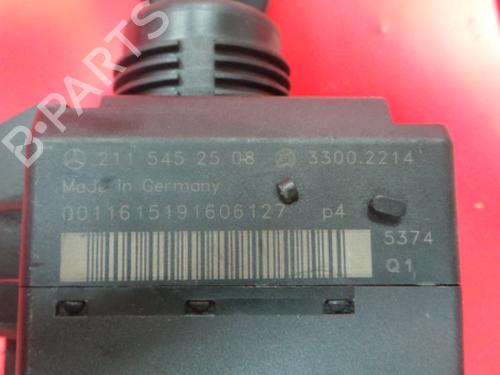 B-PARTS
211 545 25 08 3300.2214
Made in Germany
0011615191606127 p4
5374
Q1